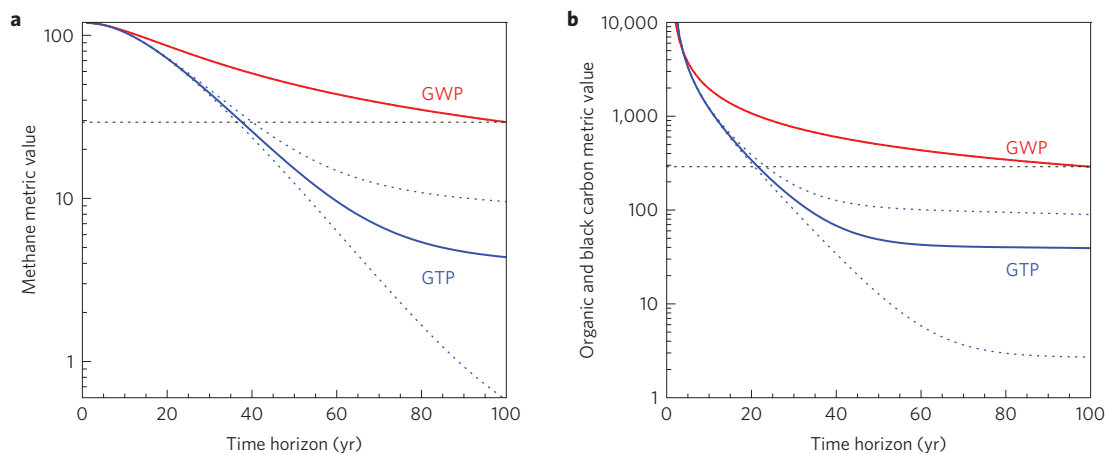 a
Methane metric value
100
10
1
GWP
GTP
0
20
40
60
80
100
Time horizon (yr)
b
Organic and black carbon metric value
10,000
1,000
100
10
1
GWP
GTP
0
20
40
60
80
100
Time horizon (yr)